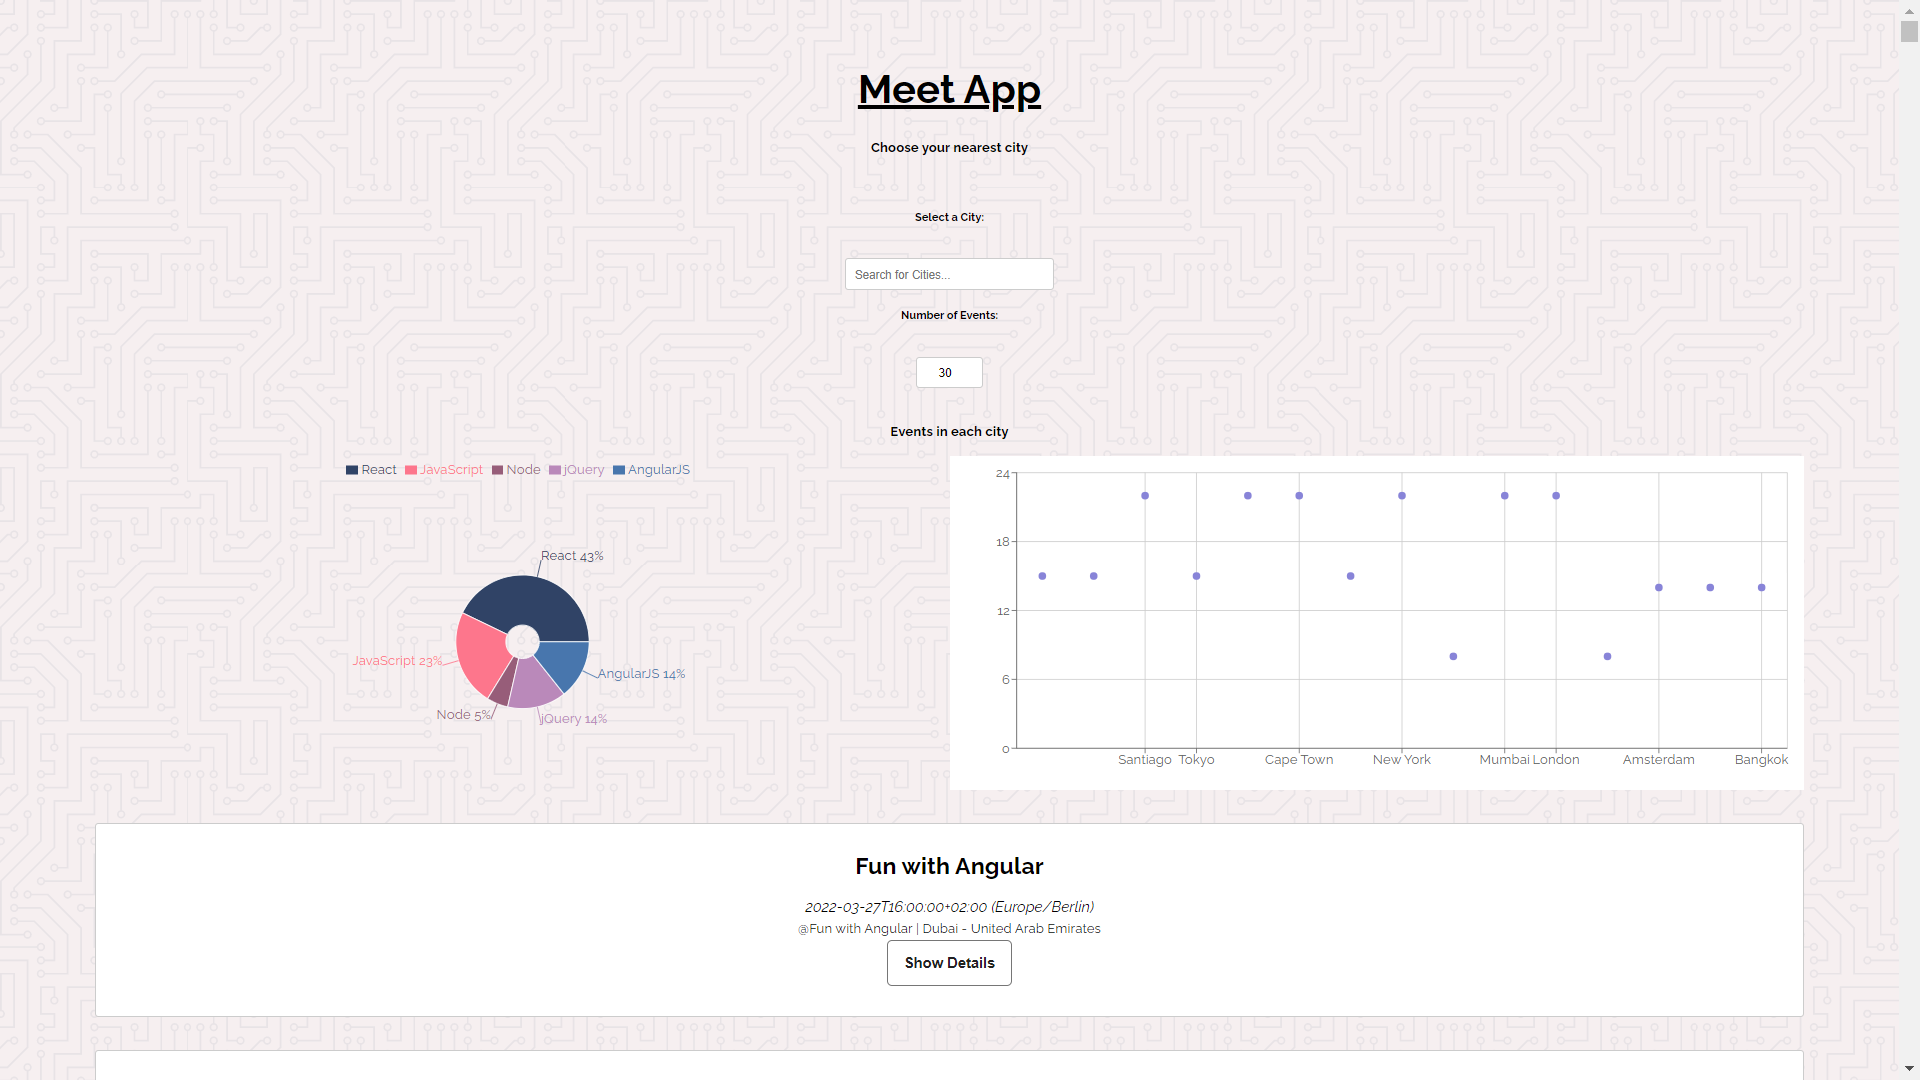 Meet App
Choose your nearest city
Select a City:
Search for Cities...
Number of Events:
30
Events in each city
React JavaScript Node jQuery AngularJS
React 43%
JavaScript 23%
AngularJS 14%
Node 5%
jQuery 14%
24
18
12
6
0
Santiago Tokyo Cape Town New York Mumbai London Amsterdam Bangkok
Fun with Angular
2022-03-27T16:00:00+02:00 (Europe/Berlin)
@Fun with Angular | Dubai - United Arab Emirates
Show Details